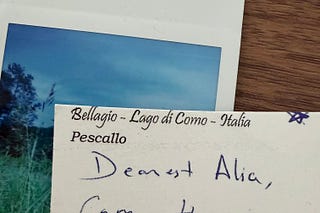 Bellagio - Lago di Como - Italia
Pescallo
Dearest Alia,